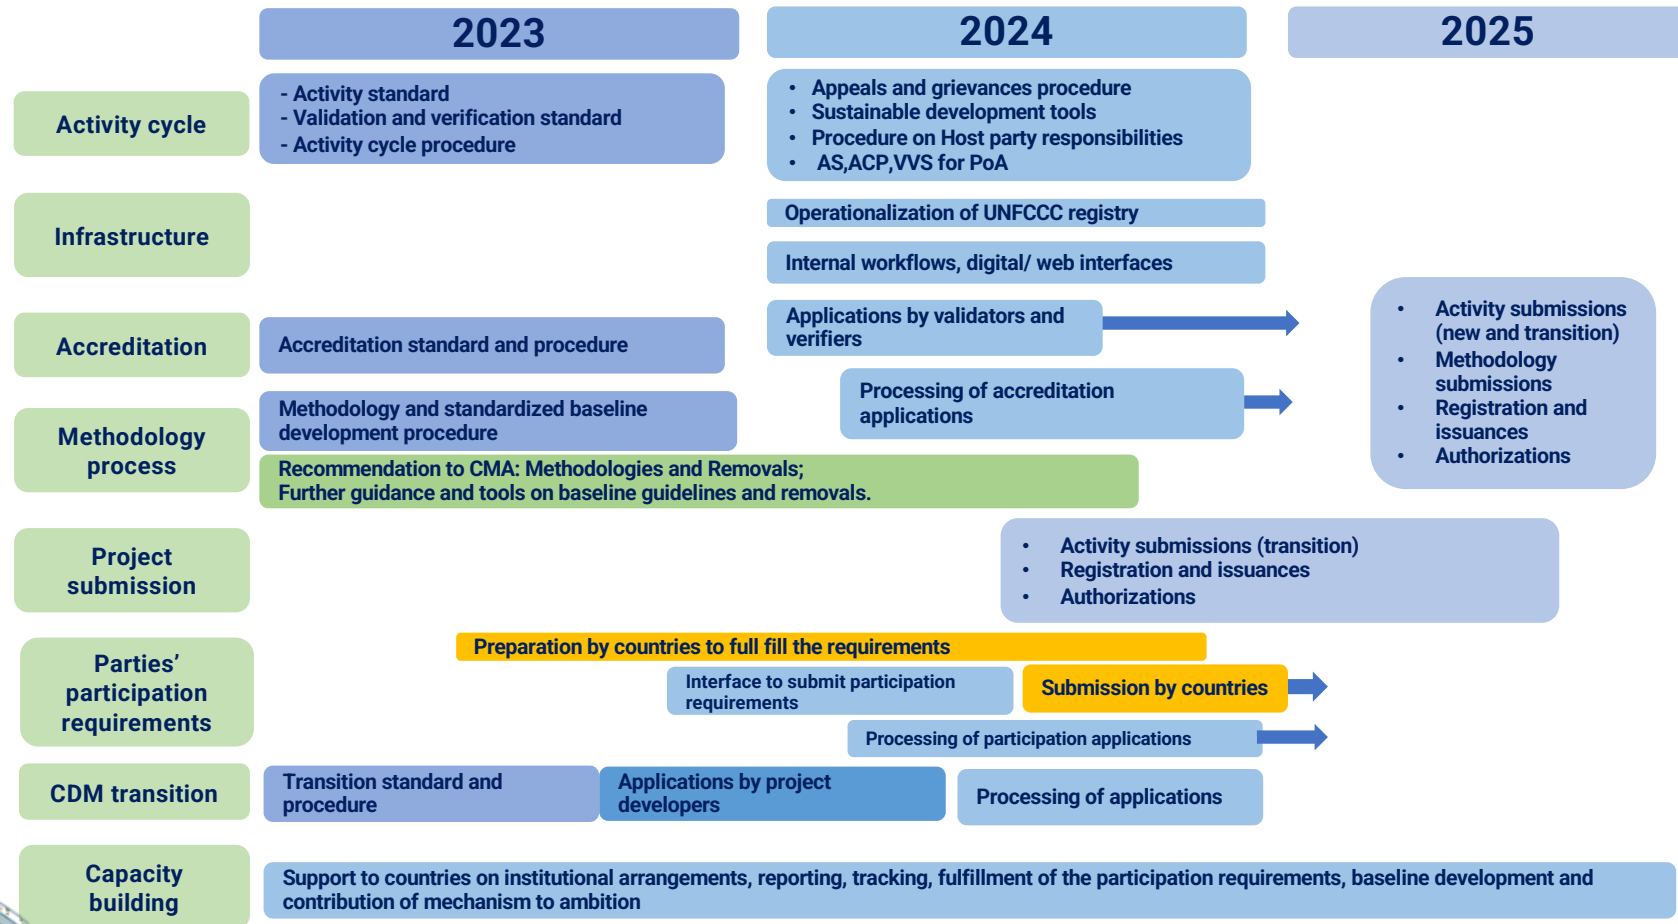 2023
2024
2025
Activity cycle
- Activity standard
- Validation and verification standard
- Activity cycle procedure
• Appeals and grievances procedure
• Sustainable development tools
• Procedure on Host party responsibilities
• AS,ACP,VVS for PoA
Infrastructure
Operationalization of UNFCCC registry
Internal workflows, digital/ web interfaces
Accreditation
Accreditation standard and procedure
Applications by validators and
verifiers
Processing of accreditation
applications
• Activity submissions
(new and transition)
• Methodology
submissions
• Registration and
issuances
• Authorizations
Methodology
process
Methodology and standardized baseline
development procedure
Recommendation to CMA: Methodologies and Removals;
Further guidance and tools on baseline guidelines and removals.
Project
submission
• Activity submissions (transition)
• Registration and issuances
• Authorizations
Parties’
participation
requirements
Preparation by countries to full fill the requirements
Interface to submit participation
requirements
Submission by countries
Processing of participation applications
CDM transition
Transition standard and
procedure
Applications by project
developers
Processing of applications
Capacity
building
Support to countries on institutional arrangements, reporting, tracking, fulfillment of the participation requirements, baseline development and
contribution of mechanism to ambition